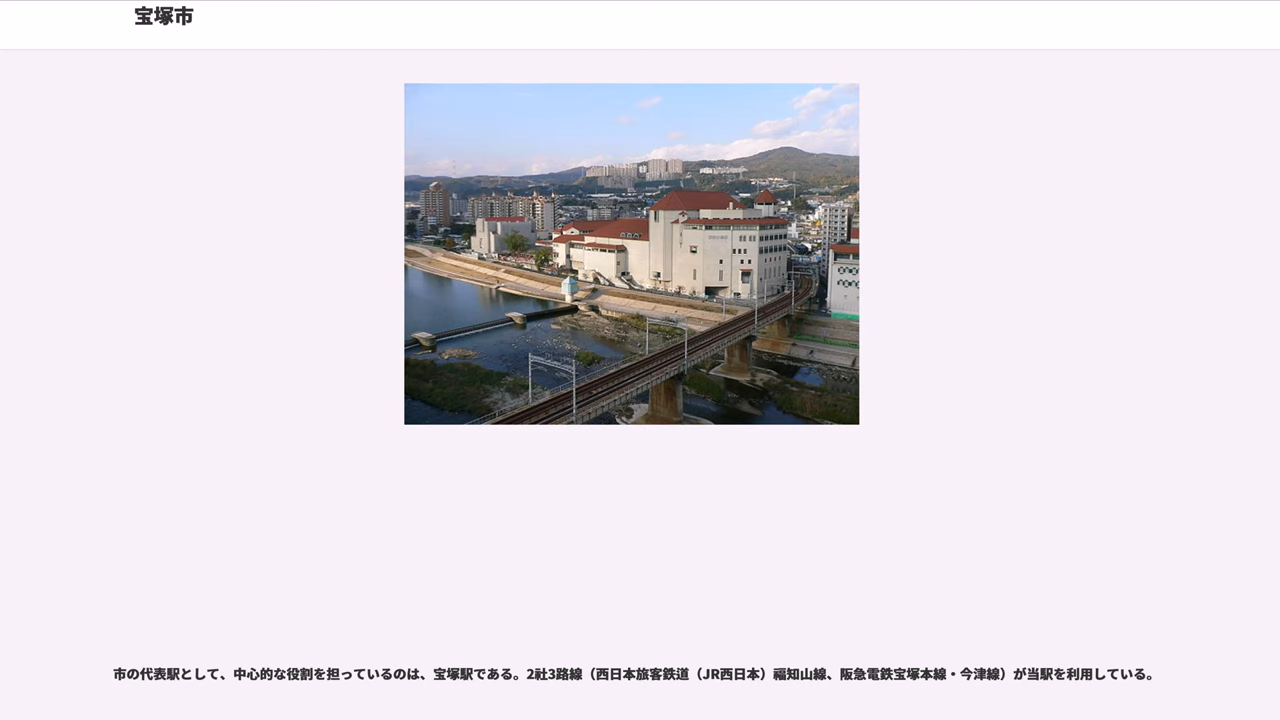 宝塚市
市の代表駅として、中心的な役割を担っているのは、宝塚駅である。2社3路線（西日本旅客鉄道（JR西日本）福知山線、阪急電鉄宝塚本線・今津線）が当駅を利用している。